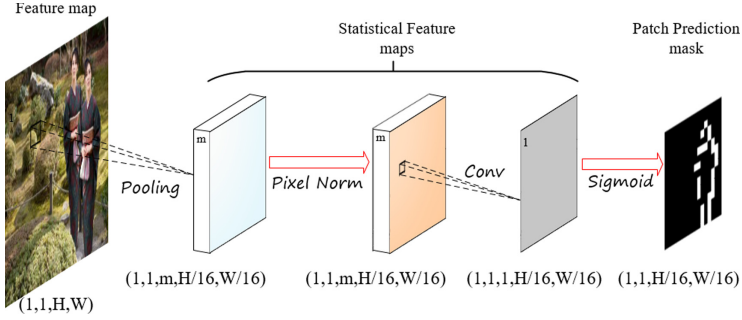 Feature map
Statistical Feature
maps
Patch Prediction
mask
m
m
1
Pooling
Pixel Norm
Conv
Sigmoid
(1,1,m,H/16,W/16)
(1,1,m,H/16,W/16)
(1,1,1,H/16,W/16)
(1,1,H/16,W/16)
(1,1,H,W)